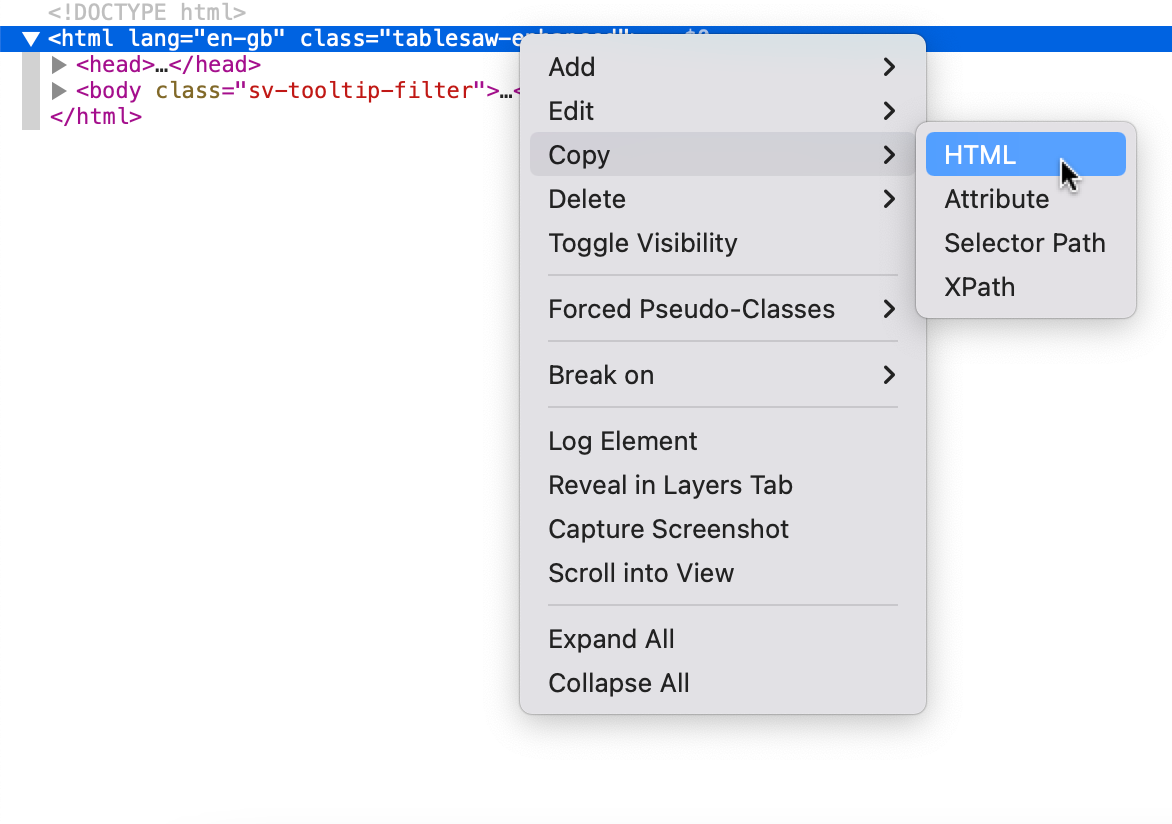 <!DOCTYPE html>
<html lang="en-gb" class="tablesaw-enhanced">
<head>…</head>
<body class="sv-tooltip-filter">…<
</html>
Add
Edit
Copy
Delete
Toggle Visibility
Forced Pseudo-Classes
Break on
Log Element
Reveal in Layers Tab
Capture Screenshot
Scroll into View
Expand All
Collapse All
HTML
Attribute
Selector Path
XPath